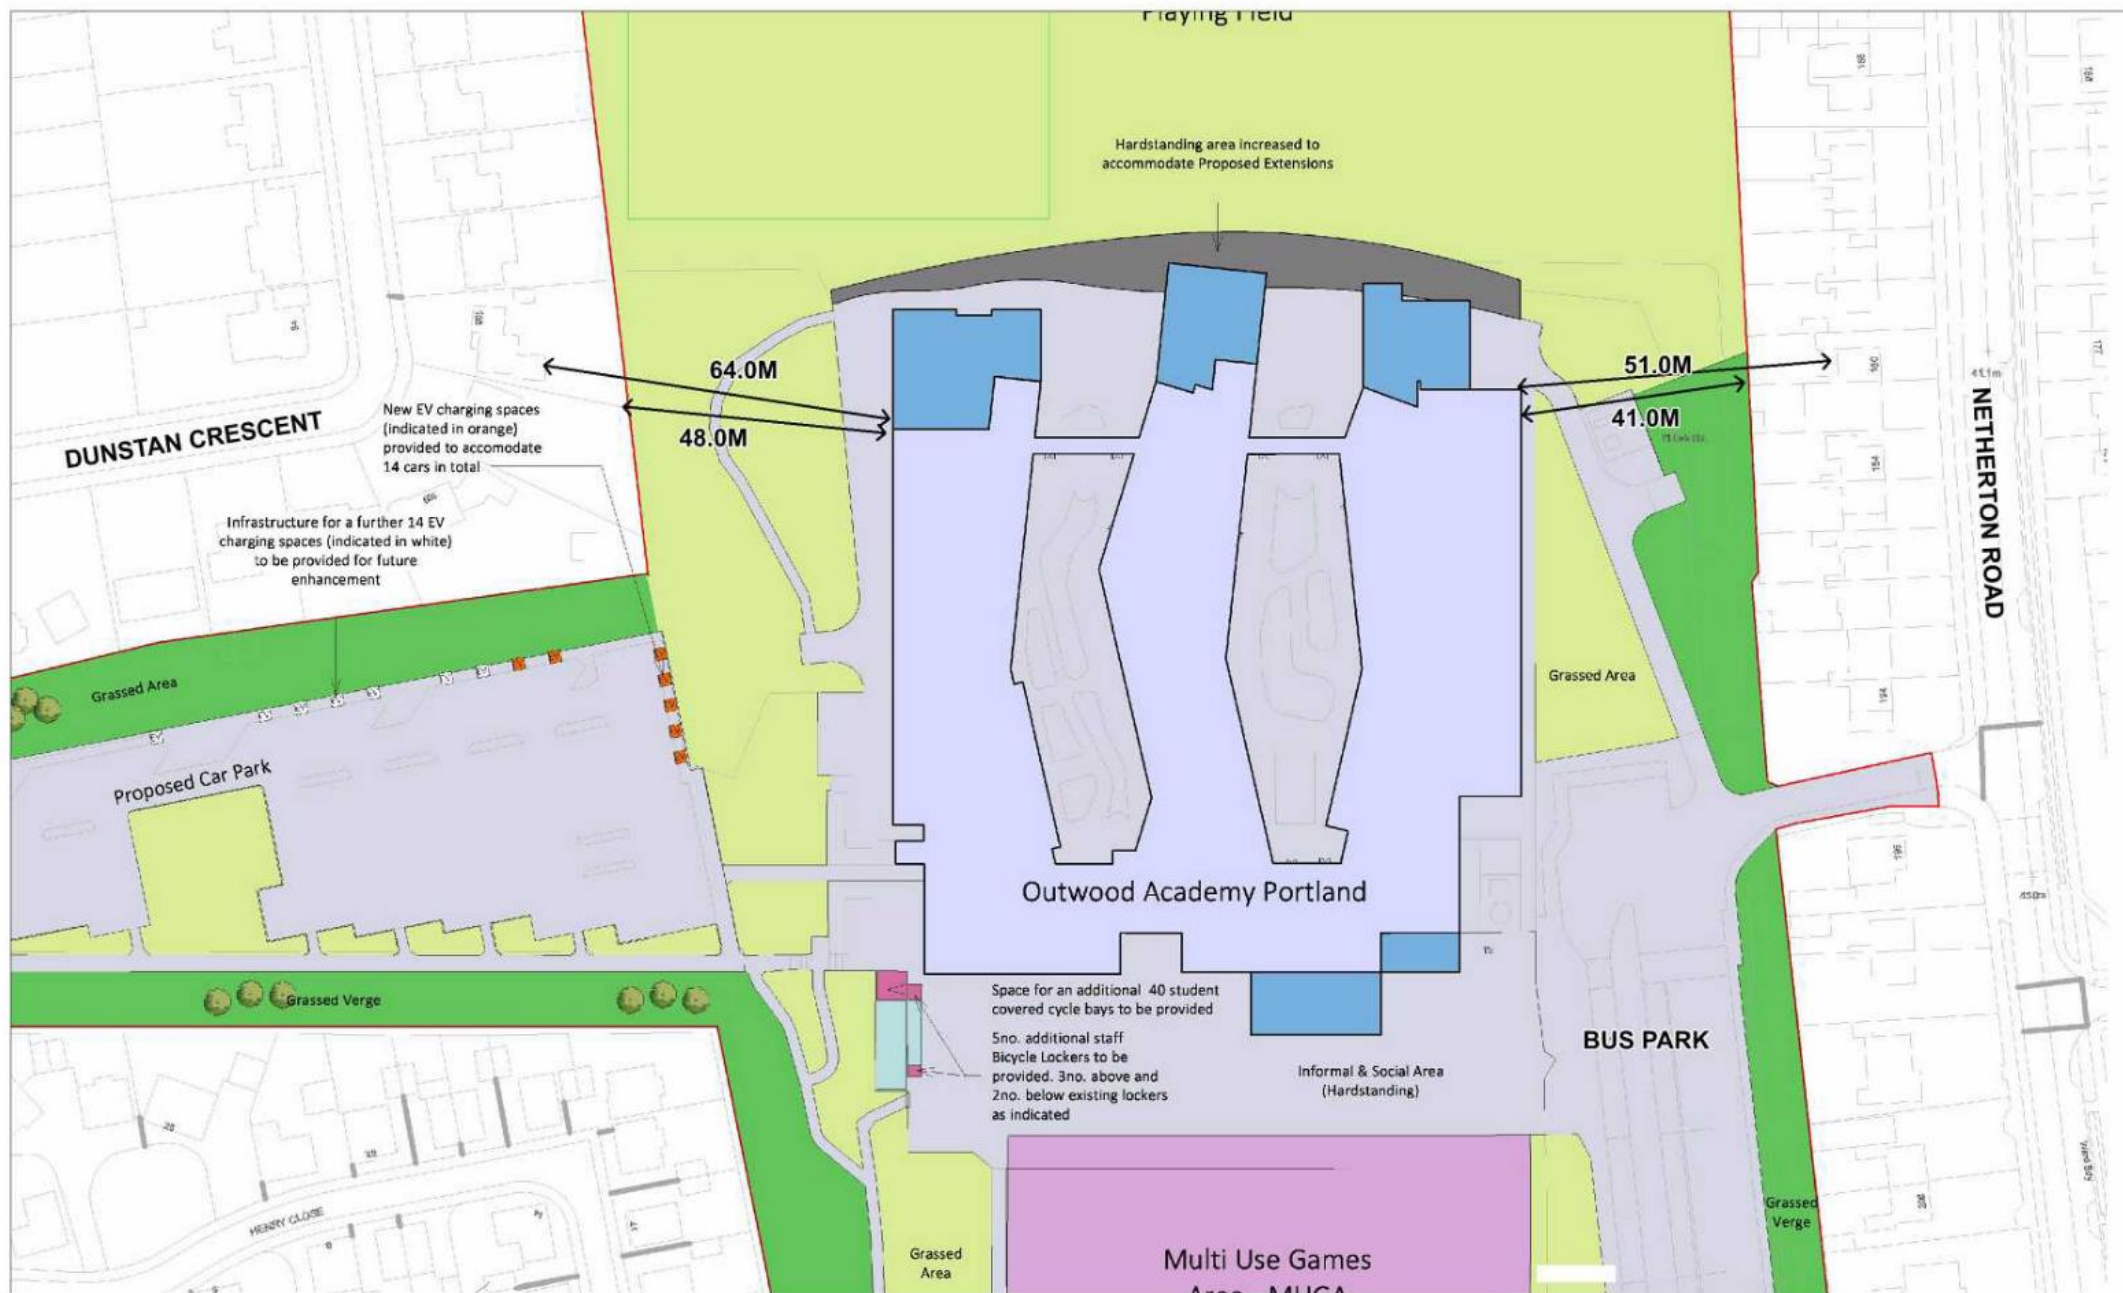 Playing Field
Hardstanding area increased to
accommodate Proposed Extensions
64.0M
48.0M
51.0M
41.0M
DUNSTAN CRESCENT
New EV charging spaces
(indicated in orange)
provided to accomodate
14 cars in total
Infrastructure for a further 14 EV
charging spaces (indicated in white)
to be provided for future
enhancement
NETHERTON ROAD
177
Grassed Area
Grassed Area
Proposed Car Park
Outwood Academy Portland
Grassed Verge
Space for an additional 40 student
covered cycle bays to be provided
5no. additional staff
Bicycle Lockers to be
provided. 3no. above and
2no. below existing lockers
as indicated
Informal & Social Area
(Hardstanding)
BUS PARK
HENRY CLOSE
Ward Bdy
Grassed
Verge
Grassed
Area
Multi Use Games
Area - MUGA